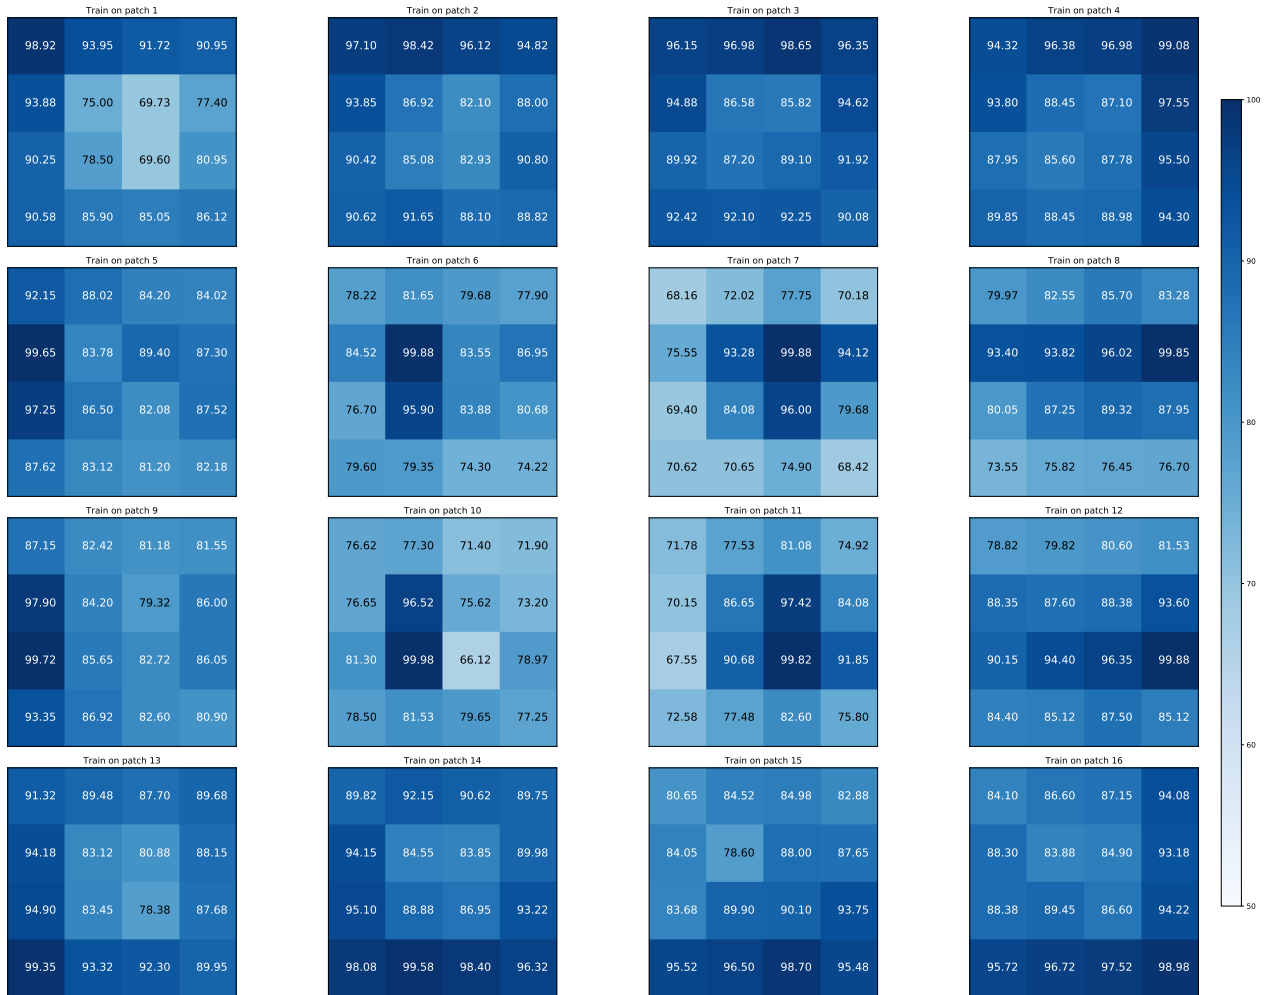 Train on patch 1 Train on patch 2 Train on patch 3 Train on patch 4
98.92 93.95 91.72 90.95 97.10 98.42 96.12 94.82 96.15 96.98 98.65 96.35 94.32 96.38 96.98 99.08
93.88 75.00 69.73 77.40 93.85 86.92 82.10 88.00 94.88 86.58 85.82 94.62 93.80 88.45 87.10 97.55
100
90.25 78.50 69.60 80.95 90.42 85.08 82.93 90.80 89.92 87.20 89.10 91.92 87.95 85.60 87.78 95.50
90.58 85.90 85.05 86.12 90.62 91.65 88.10 88.82 92.42 92.10 92.25 90.08 89.85 88.45 88.98 94.30
Train on patch 5 Train on patch 6 Train on patch 7 Train on patch 8
90
92.15 88.02 84.20 84.02 78.22 81.65 79.68 77.90 68.16 72.02 77.75 70.18 79.97 82.55 85.70 83.28
99.65 83.78 89.40 87.30 84.52 99.88 83.55 86.95 75.55 93.28 99.88 94.12 93.40 93.82 96.02 99.85
97.25 86.50 82.08 87.52 76.70 95.90 83.88 80.68 69.40 84.08 96.00 79.68 80.05 87.25 89.32 87.95
80
87.62 83.12 81.20 82.18 79.60 79.35 74.30 74.22 70.62 70.65 74.90 68.42 73.55 75.82 76.45 76.70
Train on patch 9 Train on patch 10 Train on patch 11 Train on patch 12
87.15 82.42 81.18 81.55 76.62 77.30 71.40 71.90 71.78 77.53 81.08 74.92 78.82 79.82 80.60 81.53
70
97.90 84.20 79.32 86.00 76.65 96.52 75.62 73.20 70.15 86.65 97.42 84.08 88.35 87.60 88.38 93.60
99.72 85.65 82.72 86.05 81.30 99.98 66.12 78.97 67.55 90.68 99.82 91.85 90.15 94.40 96.35 99.88
93.35 86.92 82.60 80.90 78.50 81.53 79.65 77.25 72.58 77.48 82.60 75.80 84.40 85.12 87.50 85.12
60
Train on patch 13 Train on patch 14 Train on patch 15 Train on patch 16
91.32 89.48 87.70 89.68 89.82 92.15 90.62 89.75 80.65 84.52 84.98 82.88 84.10 86.60 87.15 94.08
94.18 83.12 80.88 88.15 94.15 84.55 83.85 89.98 84.05 78.60 88.00 87.65 88.30 83.88 84.90 93.18
50
94.90 83.45 78.38 87.68 95.10 88.88 86.95 93.22 83.68 89.90 90.10 93.75 88.38 89.45 86.60 94.22
99.35 93.32 92.30 89.95 98.08 99.58 98.40 96.32 95.52 96.50 98.70 95.48 95.72 96.72 97.52 98.98